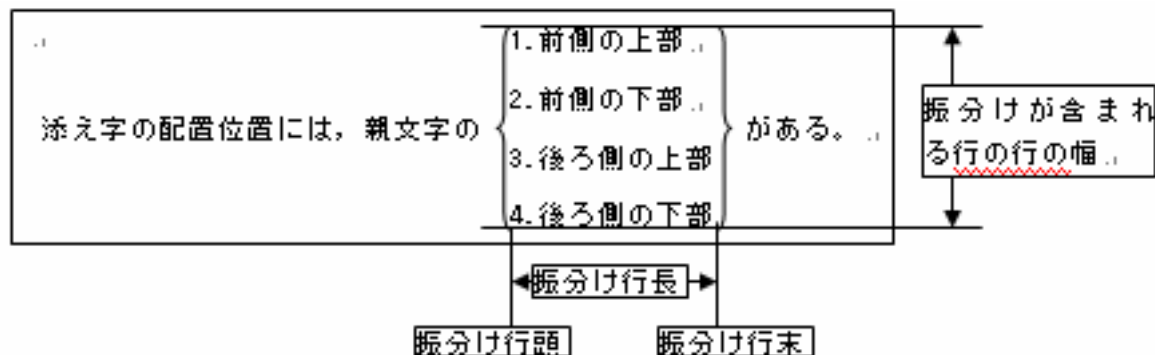 1.前側の上部
2.前側の下部
添え字の配置位置には，親文字の
がある。
3.後ろ側の上部
4.後ろ側の下部
振分けが含まれ
る行の行の幅
振分け行長
振分け行頭
振分け行末